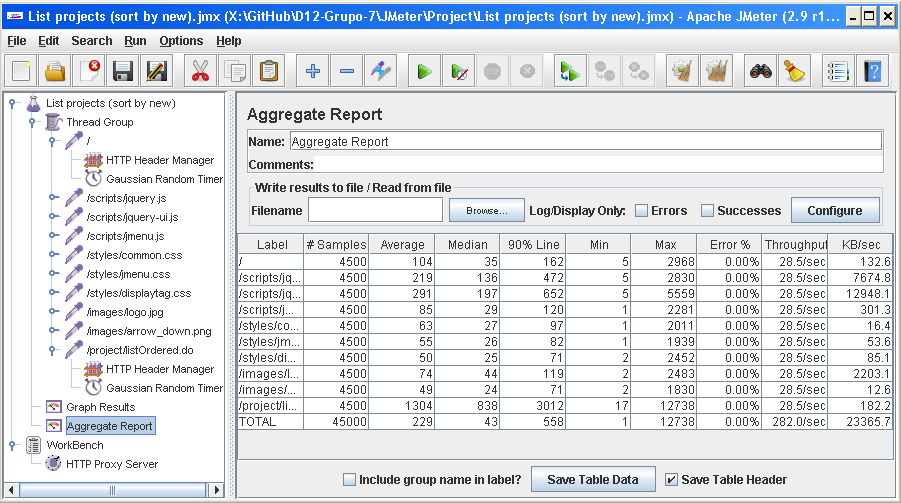 List projects (sort by new).jmx (X:\GitHub\D12-Grupo-7\JMeter\Project\List projects (sort by new).jmx) - Apache JMeter (2.9 r1...
File Edit Search Run Options Help
List projects (sort by new)
Thread Group
/
HTTP Header Manager
Gaussian Random Timer
/scripts/jquery.js
/scripts/jquery-ui.js
/scripts/jmenu.js
/styles/common.css
/styles/jmenu.css
/styles/displaytag.css
/images/logo.jpg
/images/arrow_down.png
/project/listOrdered.do
HTTP Header Manager
Gaussian Random Timer
Graph Results
Aggregate Report
WorkBench
HTTP Proxy Server
Aggregate Report
Name: Aggregate Report
Comments:
Write results to file / Read from file
Filename Browse... Log/Display Only: Errors Successes Configure
Label # Samples Average Median 90% Line Min Max Error % Throughput KB/sec
/ 4500 104 35 162 5 2968 0.00% 28.5/sec 132.6
/scripts/jq... 4500 219 136 472 5 2830 0.00% 28.5/sec 7674.8
/scripts/jq... 4500 291 197 652 5 5559 0.00% 28.5/sec 12948.1
/scripts/j... 4500 85 29 120 1 2281 0.00% 28.5/sec 301.3
/styles/co... 4500 63 27 97 1 2011 0.00% 28.5/sec 16.4
/styles/jm... 4500 55 26 82 1 1939 0.00% 28.5/sec 53.6
/styles/di... 4500 50 25 71 2 2452 0.00% 28.5/sec 85.1
/images/l... 4500 74 44 119 2 2483 0.00% 28.5/sec 2203.1
/images/... 4500 49 24 71 2 1830 0.00% 28.5/sec 12.6
/project/li... 4500 1304 838 3012 17 12738 0.00% 28.5/sec 182.2
TOTAL 45000 229 43 558 1 12738 0.00% 282.0/sec 23365.7
Include group name in label? Save Table Data Save Table Header